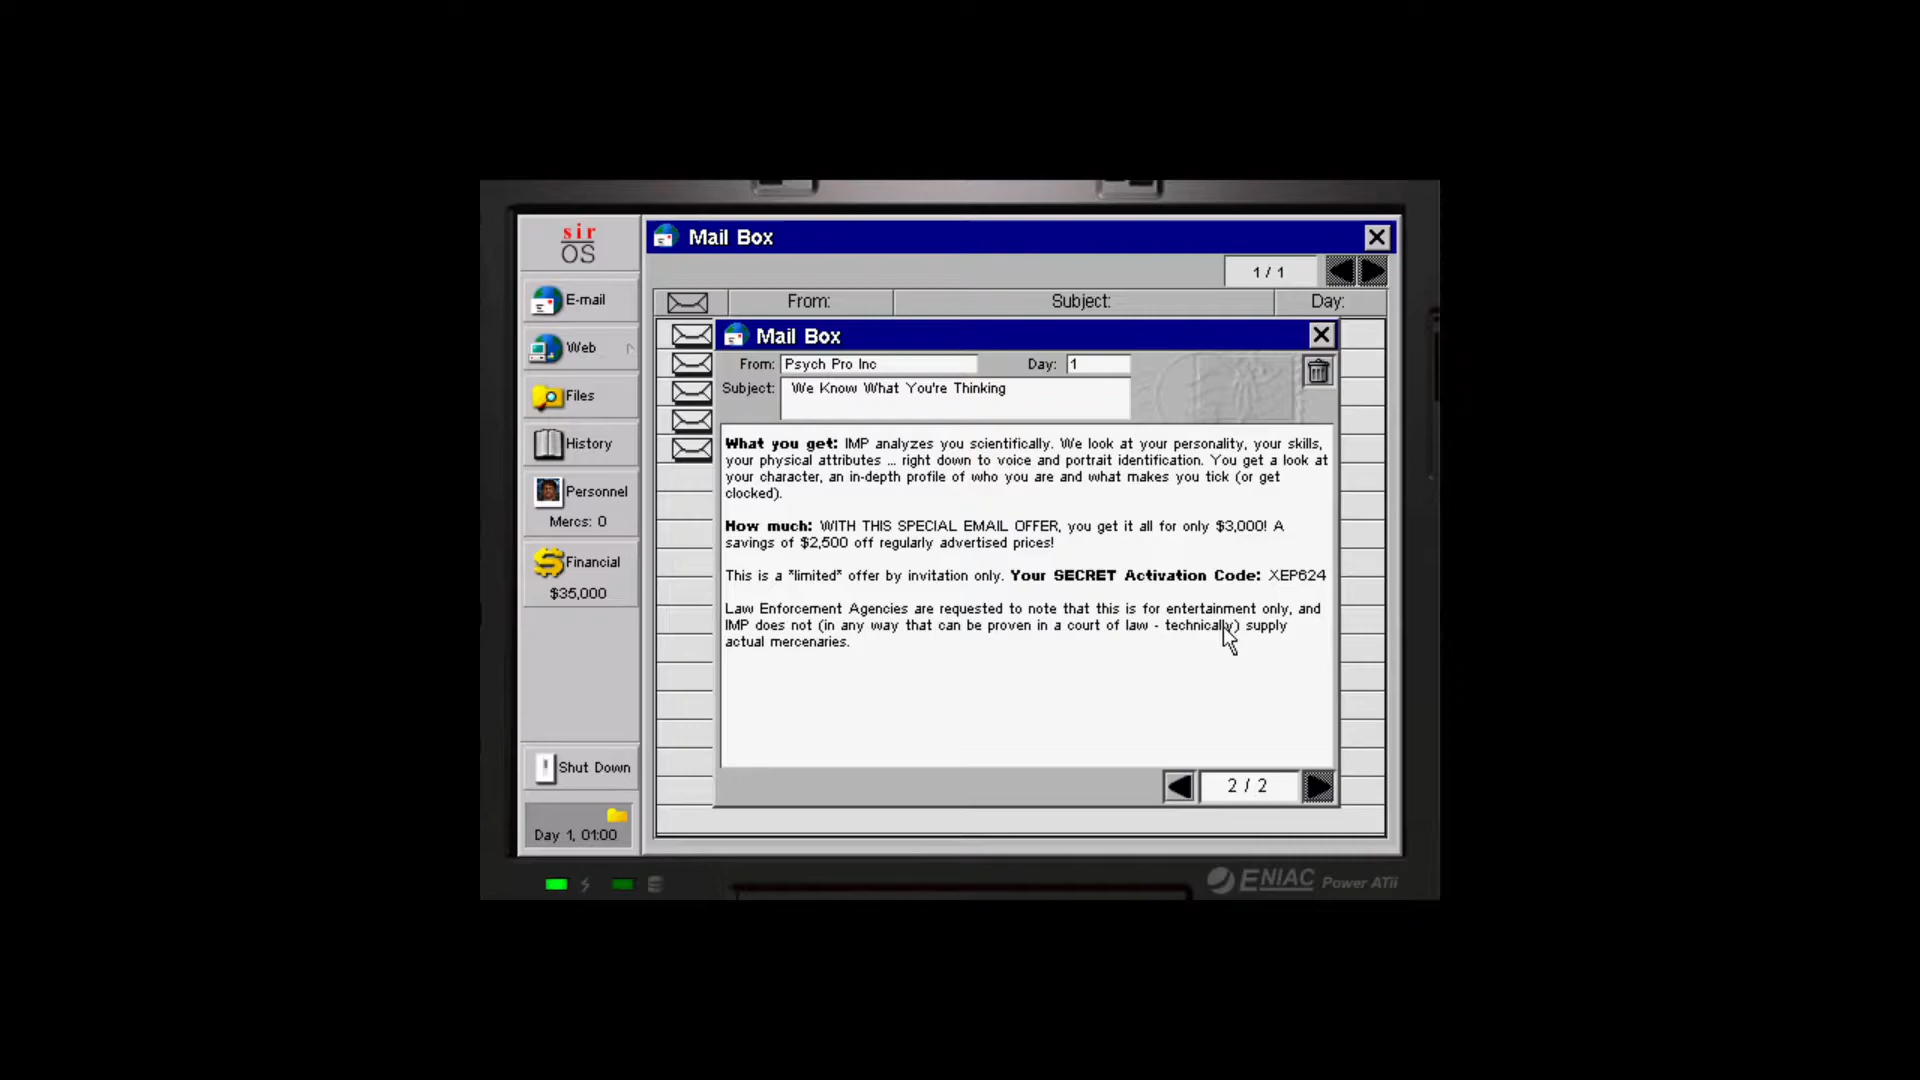 sir
OS
E-mail
Web
Files
History
Personnel
Mercs: 0
Financial
$35,000
Shut Down
Day 1, 01:00
Mail Box
1 / 1
From:
Subject:
Day:
Mail Box
From: Psych Pro Inc
Day: 1
Subject: We Know What You're Thinking
What you get: IMP analyzes you scientifically. We look at your personality, your skills,
your physical attributes ... right down to voice and portrait identification. You get a look at
your character, an in-depth profile of who you are and what makes you tick (or get
clocked).
How much: WITH THIS SPECIAL EMAIL OFFER, you get it all for only $3,000! A
savings of $2,500 off regularly advertised prices!
This is a *limited* offer by invitation only. Your SECRET Activation Code: XEP624
Law Enforcement Agencies are requested to note that this is for entertainment only, and
IMP does not (in any way that can be proven in a court of law - technically) supply
actual mercenaries.
2 / 2
ENIAC Power ATii